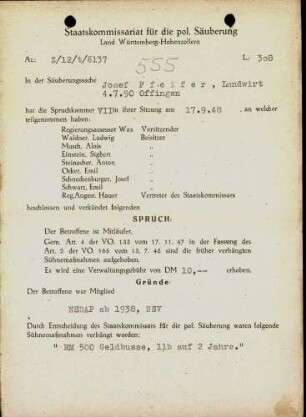 Staatskommissariat für die pol. Säuberung
Land Württemberg-Hohenzollern
Az: Z/12/t/6137 L 308
555
In der Säuberungssache Josef Pfeifer, Landwirt
4.7.90 Offingen
hat die Spruchkammer VIII in ihrer Sitzung am 17.9.48 an welcher
teilgenommen haben:
Regierungsassessor Wax Vorsitzender
Waldner, Ludwig Beisitzer
Musch, Alois "
Einstein, Sigbert "
Steinacher, Anton "
Ocker, Emil "
Schneckenburger, Josef "
Schwarz, Emil "
Reg.Angest. Hauer Vertreter des Staatskommissars
beschlossen und verkündet folgenden
SPRUCH:
Der Betroffene ist Mitläufer.
Gem. Art. 4 der VO. 133 vom 17. 11. 47 in der Fassung des
Art. 2 der VO. 165 vom 13. 7. 48 sind die früher verhängten
Sühnemaßnahmen aufgehoben.
Es wird eine Verwaltungsgebühr von DM 10,-- erhoben.
Gründe:
Der Betroffene war Mitglied
NSDAP ab 1938, NSV
Durch Entscheidung des Staatskommissars für die pol. Säuberung waren folgende
Sühnemaßnahmen verhängt worden:
" RM 500 Geldbusse, 11b auf 2 Jahre."